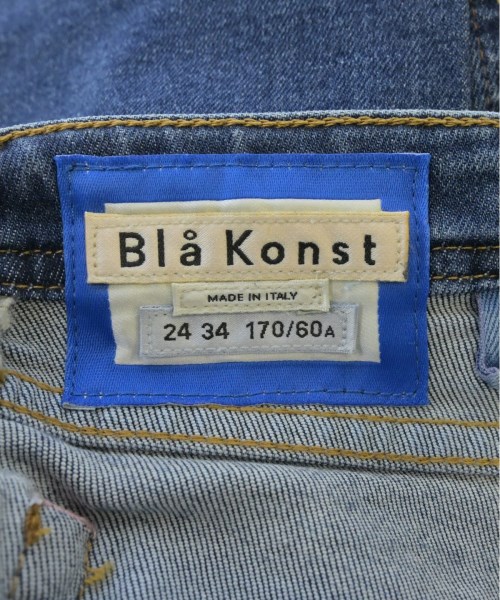 Blå Konst
MADE IN ITALY
24 34 170/60A